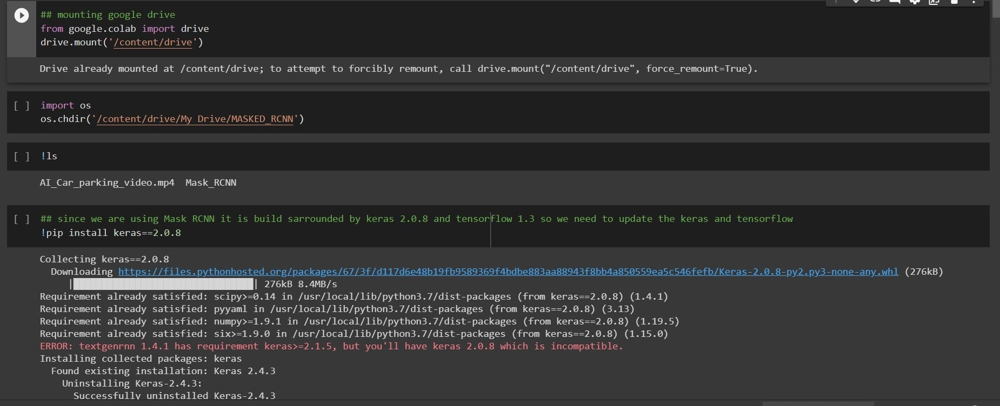 ## mounting google drive
from google.colab import drive
drive.mount('/content/drive')
Drive already mounted at /content/drive; to attempt to forcibly remount, call drive.mount("/content/drive", force_remount=True).
[ ] import os
os.chdir('/content/drive/My Drive/MASKED_RCNN')
[ ] !ls
AI_Car_parking_video.mp4  Mask_RCNN
[ ] ## since we are using Mask RCNN it is build sarrounded by keras 2.0.8 and tensorflow 1.3 so we need to update the keras and tensorflow
!pip install keras==2.0.8
Collecting keras==2.0.8
Downloading https://files.pythonhosted.org/packages/67/3f/d117d6e48b19fb9589369f4bdbe883aa88943f8bb4a850559ea5c546fefb/Keras-2.0.8-py2.py3-none-any.whl (276kB)
|████████████████████████████████| 276kB 8.4MB/s
Requirement already satisfied: scipy>=0.14 in /usr/local/lib/python3.7/dist-packages (from keras==2.0.8) (1.4.1)
Requirement already satisfied: pyyaml in /usr/local/lib/python3.7/dist-packages (from keras==2.0.8) (3.13)
Requirement already satisfied: numpy>=1.9.1 in /usr/local/lib/python3.7/dist-packages (from keras==2.0.8) (1.19.5)
Requirement already satisfied: six>=1.9.0 in /usr/local/lib/python3.7/dist-packages (from keras==2.0.8) (1.15.0)
ERROR: textgenrnn 1.4.1 has requirement keras>=2.1.5, but you'll have keras 2.0.8 which is incompatible.
Installing collected packages: keras
Found existing installation: Keras 2.4.3
Uninstalling Keras-2.4.3:
Successfully uninstalled Keras-2.4.3